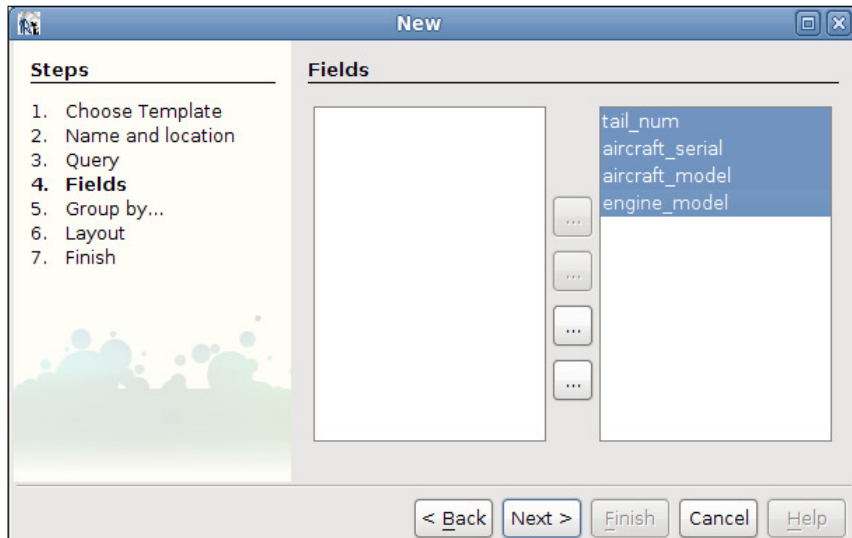 New
Steps
1. Choose Template
2. Name and location
3. Query
4. Fields
5. Group by...
6. Layout
7. Finish
Fields
tail_num
aircraft_serial
aircraft_model
engine_model
...
...
...
...
< Back
Next >
Finish
Cancel
Help